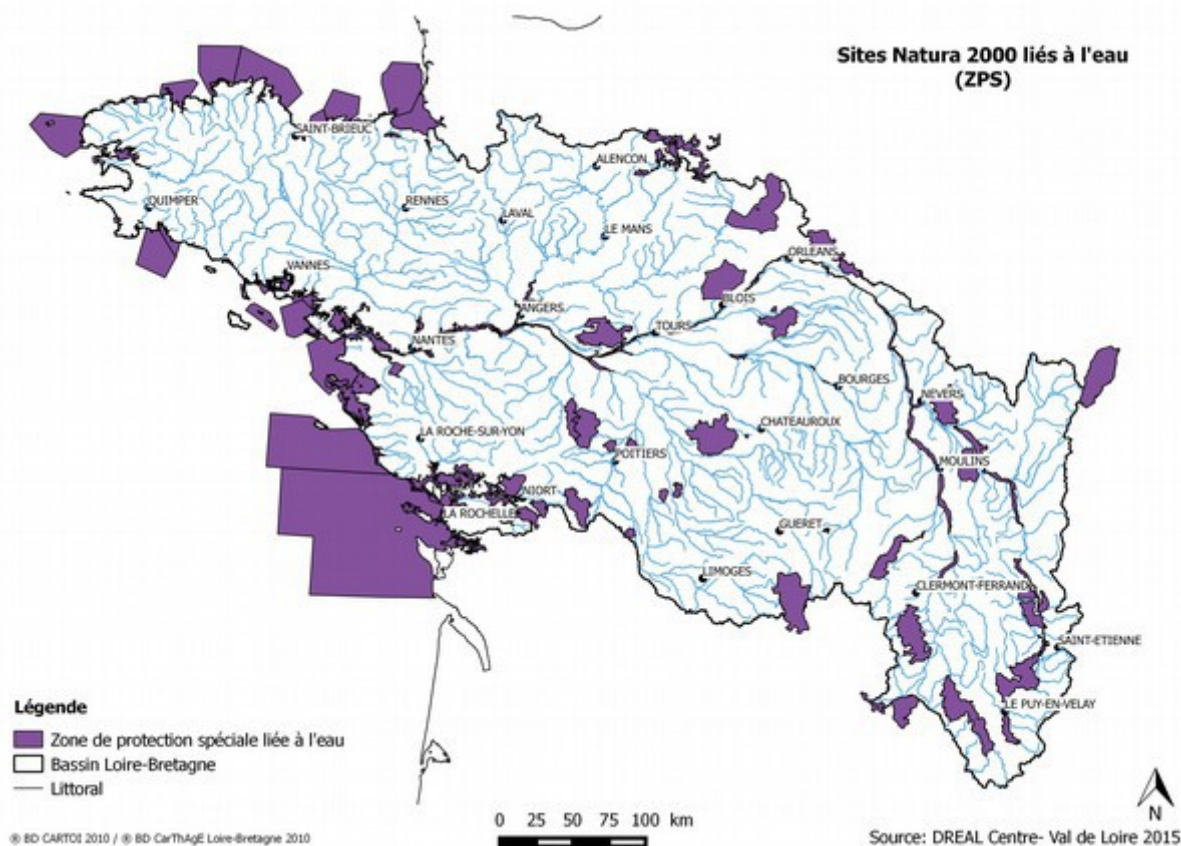 Sites Natura 2000 liés à l'eau
(ZPS)
SAINT-BRIEUC
ALENCON
QUIMPER
RENNES
LAVAL
LE MANS
ORLEANS
VANNES
BLOIS
ANGERS
TOURS
NANTES
BOURGES
NEVERS
CHATEAUROUX
LA ROCHE-SUR-YON
POITIERS
MOULINS
NIORT
LA ROCHELLE
GUERET
LIMOGES
CLERMONT-FERRAND
SAINT-ETIENNE
LE PUY-EN-VELAY
Légende
Zone de protection spéciale liée à l'eau
Bassin Loire-Bretagne
Littoral
N
0 25 50 75 100 km
® BD CARTO1 2010 / ® BD CarThAgE Loire-Bretagne 2010
Source: DREAL Centre- Val de Loire 2015